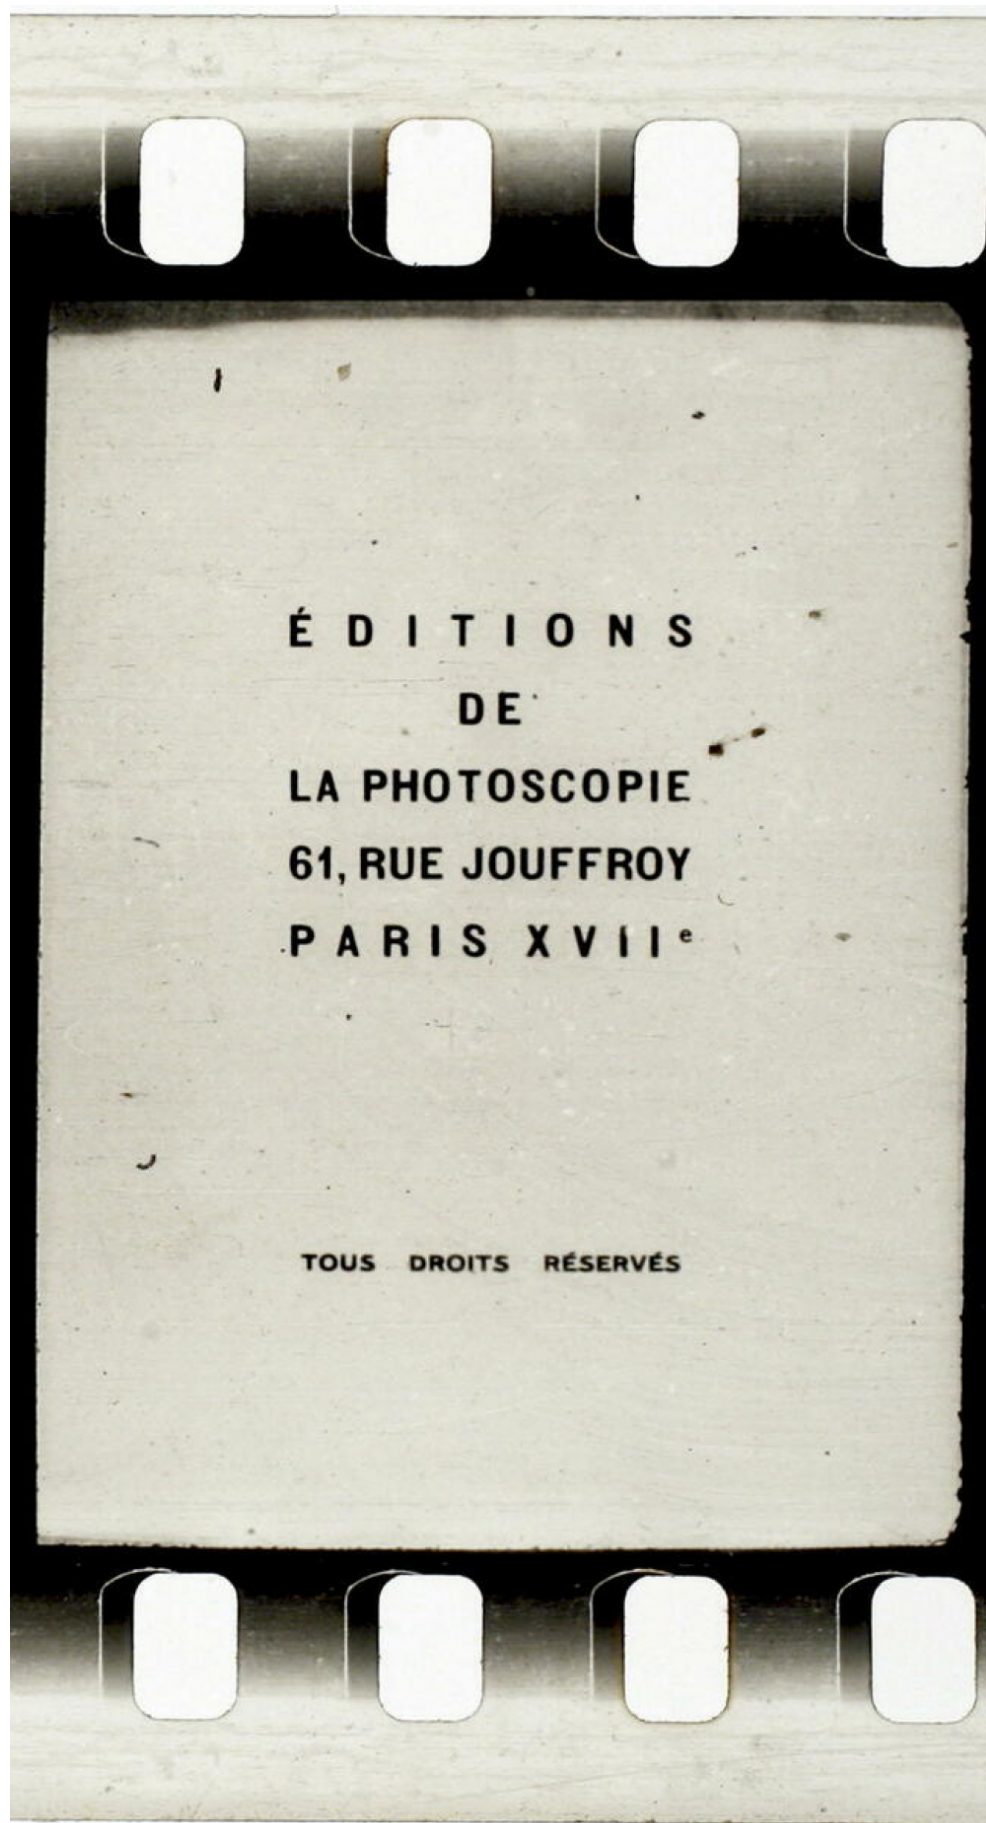 ÉDITIONS
DE
LA PHOTOSCOPIE
61, RUE JOUFFROY
PARIS XVIIe
TOUS DROITS RÉSERVÉS